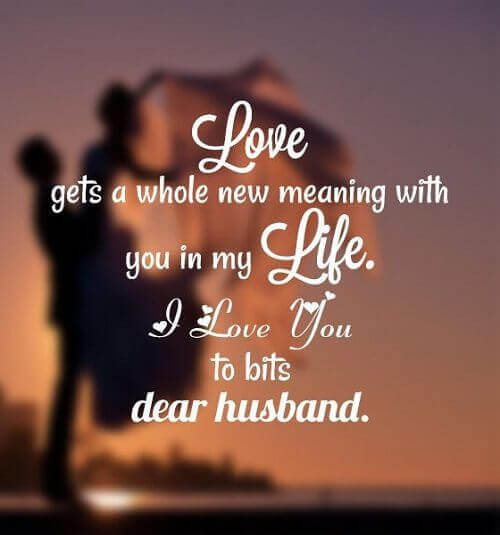 Love
gets a whole new meaning with
you in my Life.
I Love You
to bits
dear husband.